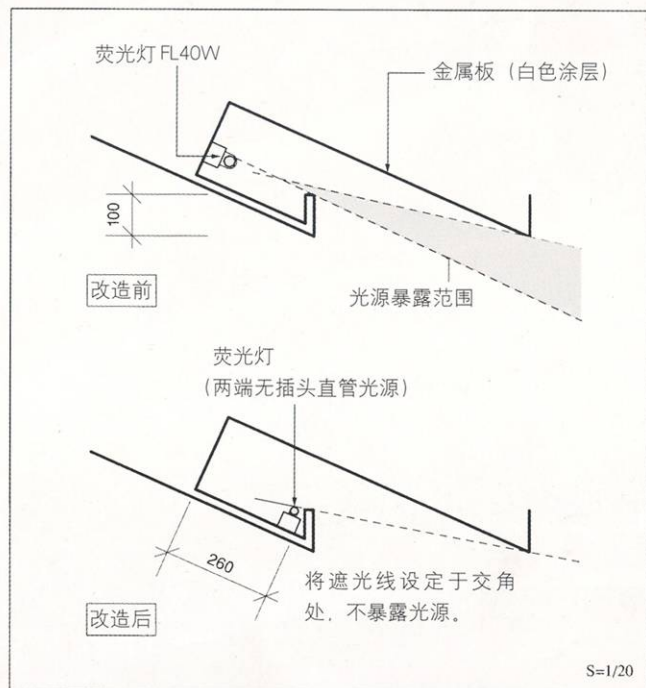 荧光灯 FL40W
金属板（白色涂层）
100
改造前
光源暴露范围
荧光灯
（两端无插头直管光源）
260
将遮光线设定于交角
处，不暴露光源。
改造后
S=1/20